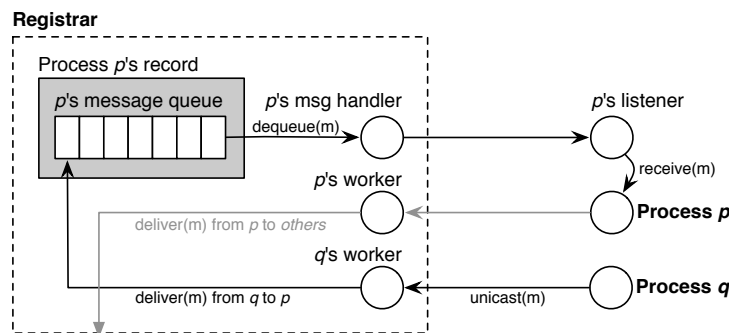 Registrar
Process p's record
p's message queue
p's msg handler
p's listener
dequeue(m)
receive(m)
p's worker
Process p
deliver(m) from p to others
q's worker
Process q
deliver(m) from q to p
unicast(m)